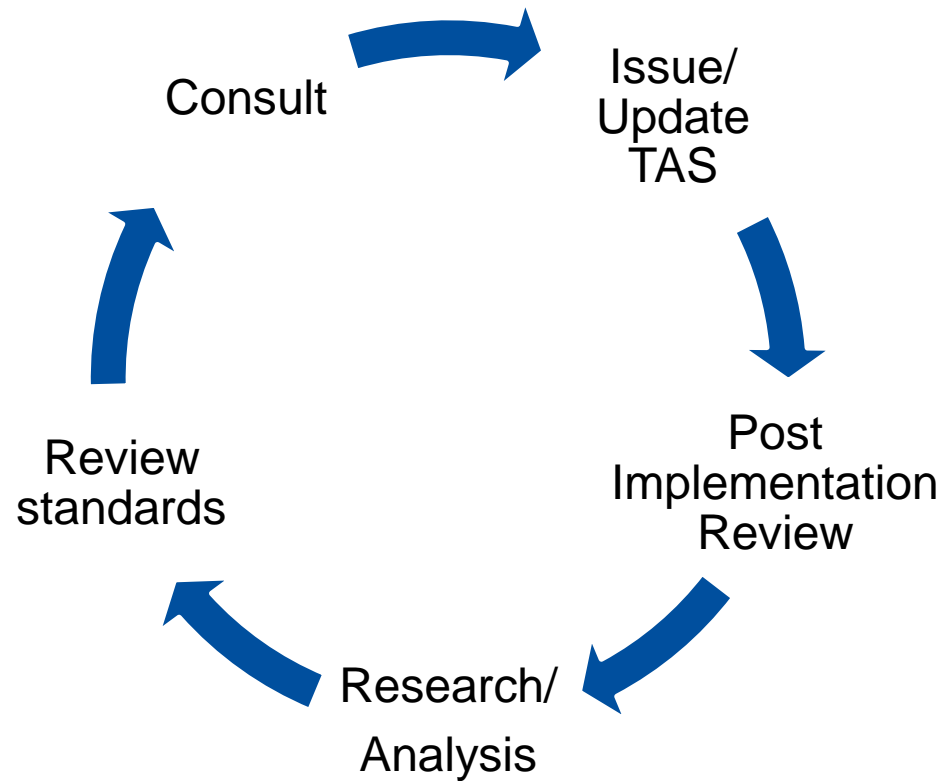 Consult
Issue/
Update
TAS
Post
Implementation
Review
Research/
Analysis
Review
standards